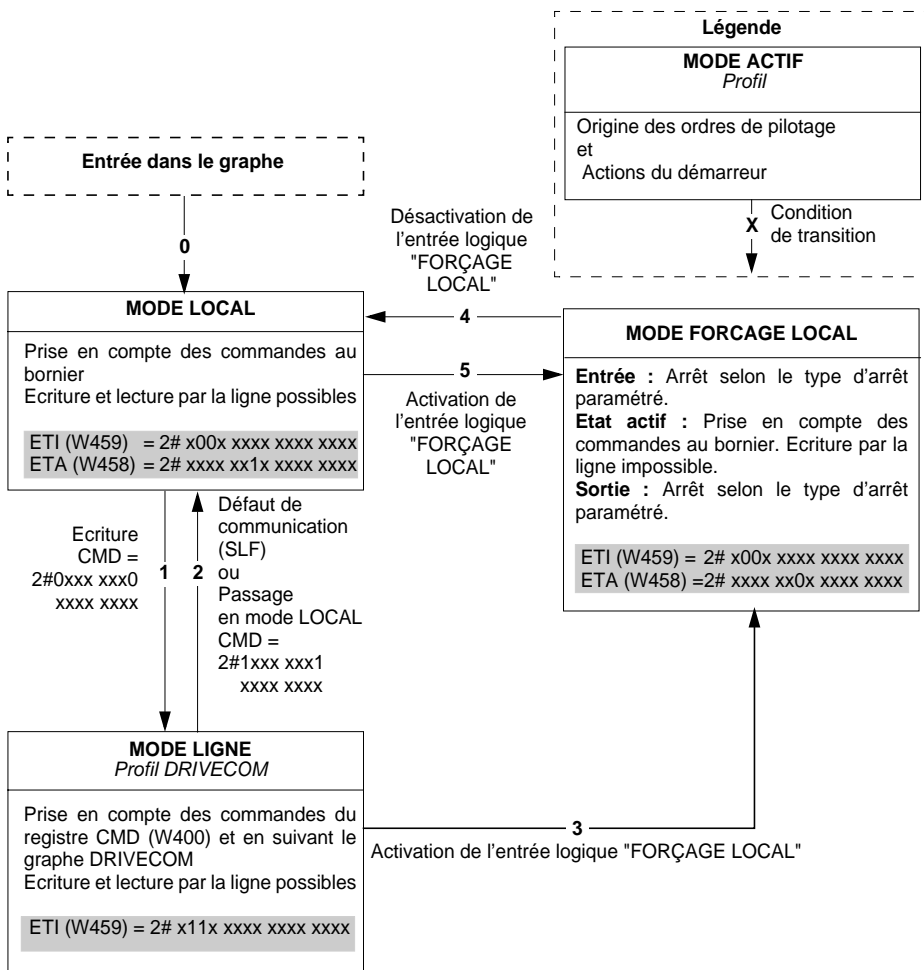 Légende
MODE ACTIF
Profil
Origine des ordres de pilotage
et
Actions du démarreur
X
Condition
de transition
Entrée dans le graphe
0
Désactivation de
l'entrée logique
"FORÇAGE
LOCAL"
4
5
Activation de
l'entrée logique
"FORÇAGE
LOCAL"
MODE LOCAL
Prise en compte des commandes au
bornier
Ecriture et lecture par la ligne possibles
ETI (W459) = 2# x00x xxxx xxxx xxxx
ETA (W458) = 2# xxxx xx1x xxxx xxxx
MODE FORCAGE LOCAL
Entrée : Arrêt selon le type d'arrêt
paramétré.
Etat actif : Prise en compte des
commandes au bornier. Ecriture par la
ligne impossible.
Sortie : Arrêt selon le type d'arrêt
paramétré.
ETI (W459) = 2# x00x xxxx xxxx xxxx
ETA (W458) =2# xxxx xx0x xxxx xxxx
Ecriture
CMD =
2#0xxx xxx0
xxxx xxxx
1
2
Défaut de
communication
(SLF)
ou
Passage
en mode LOCAL
CMD =
2#1xxx xxx1
xxxx xxxx
MODE LIGNE
Profil DRIVECOM
Prise en compte des commandes du
registre CMD (W400) et en suivant le
graphe DRIVECOM
Ecriture et lecture par la ligne possibles
ETI (W459) = 2# x11x xxxx xxxx xxxx
3
Activation de l'entrée logique "FORÇAGE LOCAL"